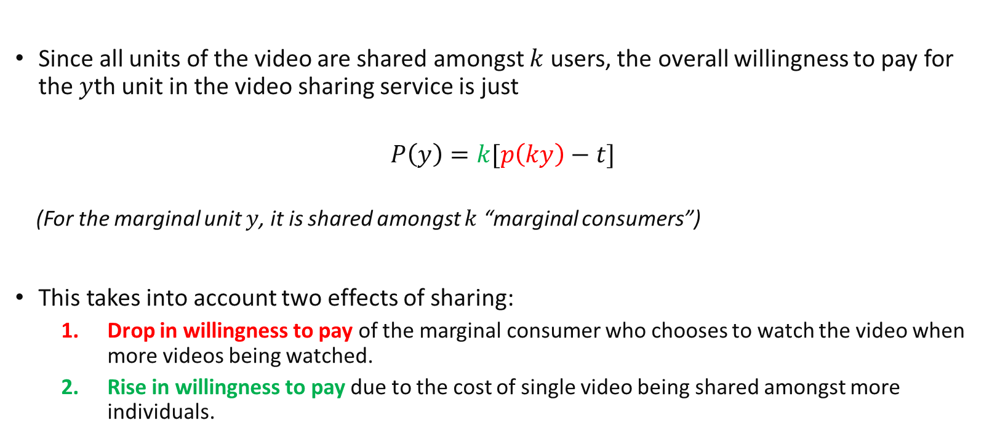 • Since all units of the video are shared amongst k users, the overall willingness to pay for
the yth unit in the video sharing service is just
P(y) = k[p(ky) − t]
(For the marginal unit y, it is shared amongst k “marginal consumers”)
• This takes into account two effects of sharing:
1. Drop in willingness to pay of the marginal consumer who chooses to watch the video when
more videos being watched.
2. Rise in willingness to pay due to the cost of single video being shared amongst more
individuals.